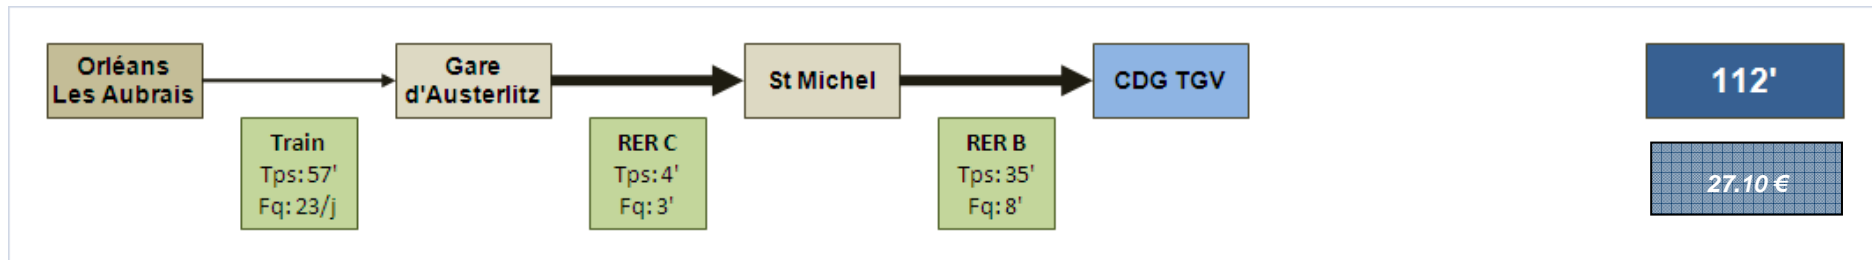 Orléans
Les Aubrais
Gare
d'Austerlitz
St Michel
CDG TGV
112'
Train
Tps: 57'
Fq: 23/j
RER C
Tps: 4'
Fq: 3'
RER B
Tps: 35'
Fq: 8'
27.10 €